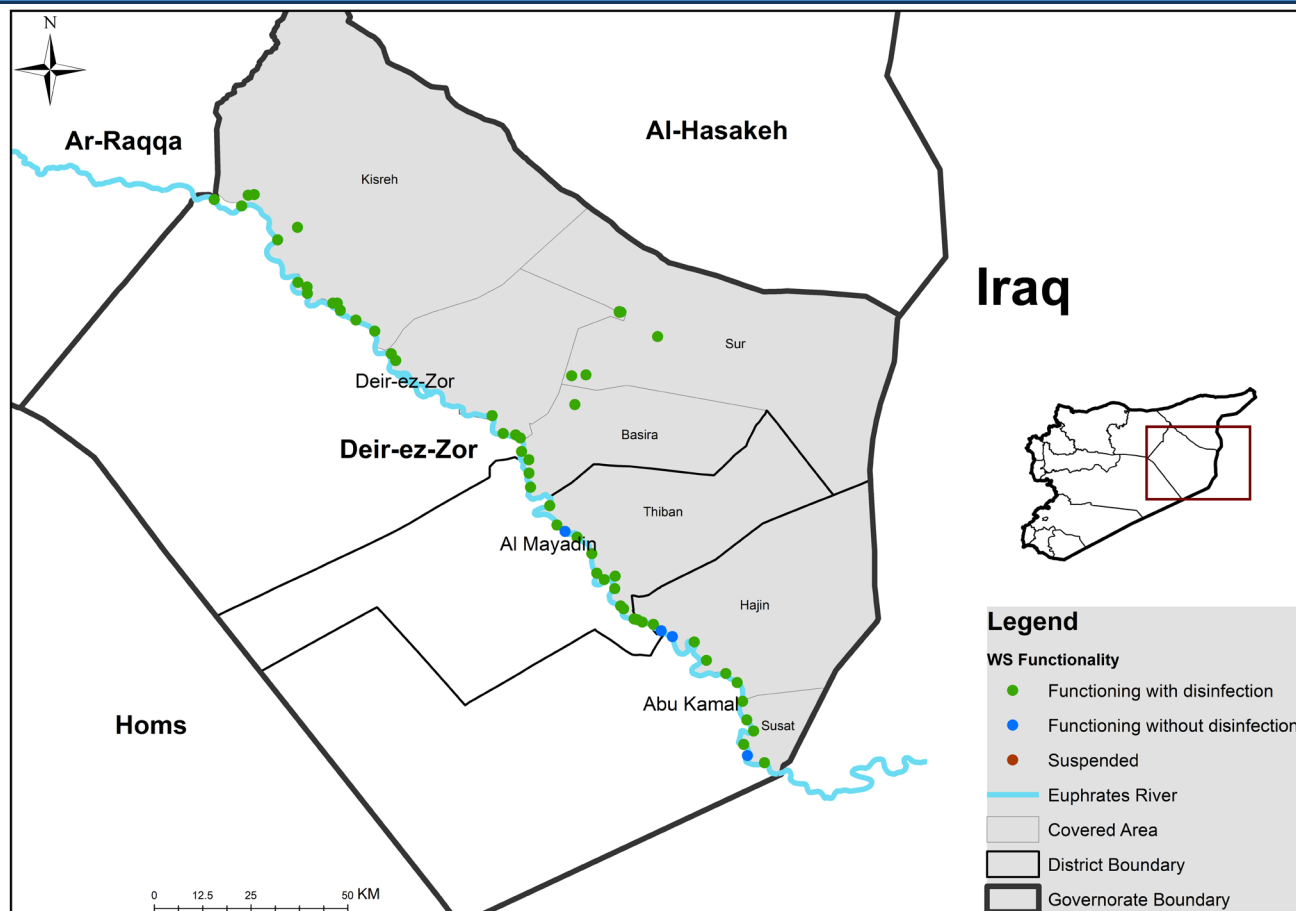 N
Ar-Raqqa
Al-Hasakeh
Kisreh
Iraq
Sur
Deir-ez-Zor
Basira
Deir-ez-Zor
Thiban
Al Mayadin
Hajin
Abu Kamal
Susat
Homs
0 12.5 25 50 KM
Legend
WS Functionality
Functioning with disinfection
Functioning without disinfection
Suspended
Euphrates River
Covered Area
District Boundary
Governorate Boundary